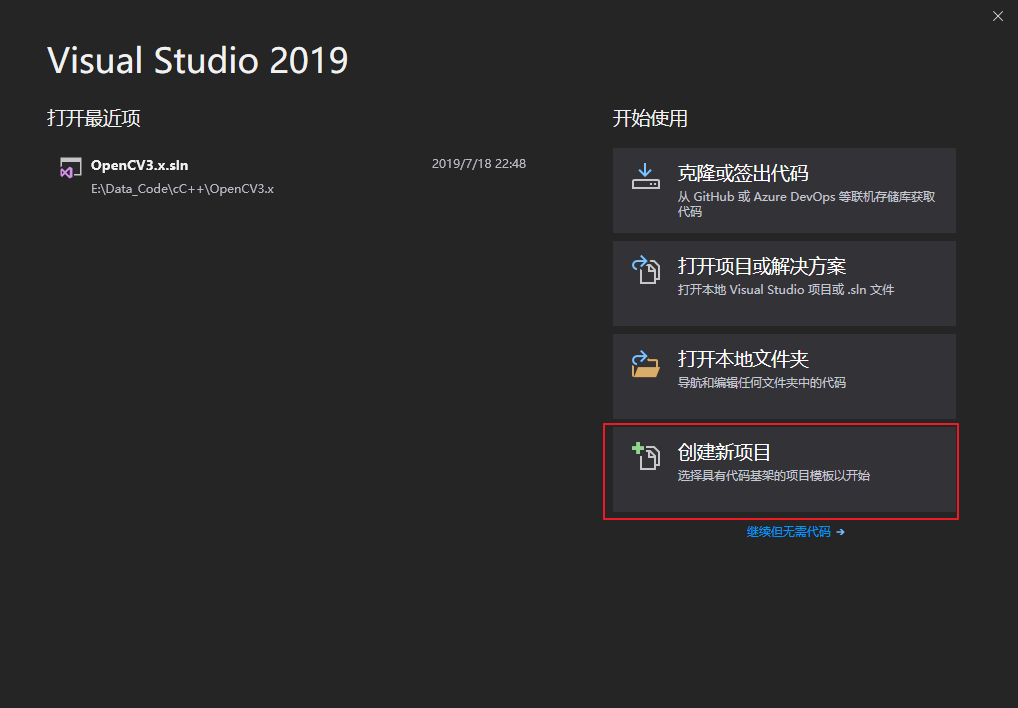 Visual Studio 2019
打开最近项
OpenCV3.x.sln
2019/7/18 22:48
E:\Data_Code\cC++\OpenCV3.x
开始使用
克隆或签出代码
从 GitHub 或 Azure DevOps 等联机存储库获取
代码
打开项目或解决方案
打开本地 Visual Studio 项目或 .sln 文件
打开本地文件夹
导航和编辑任何文件夹中的代码
创建新项目
选择具有代码基架的项目模板以开始
继续但无需代码 →